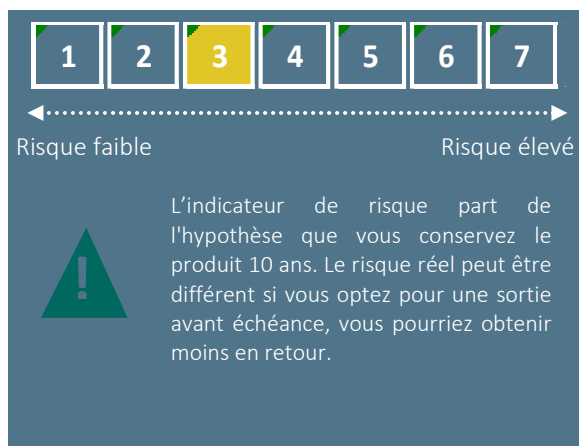 1 2 3 4 5 6 7
Risque faible Risque élevé
L’indicateur de risque part de
l'hypothèse que vous conservez le
produit 10 ans. Le risque réel peut être
différent si vous optez pour une sortie
avant échéance, vous pourriez obtenir
moins en retour.
!